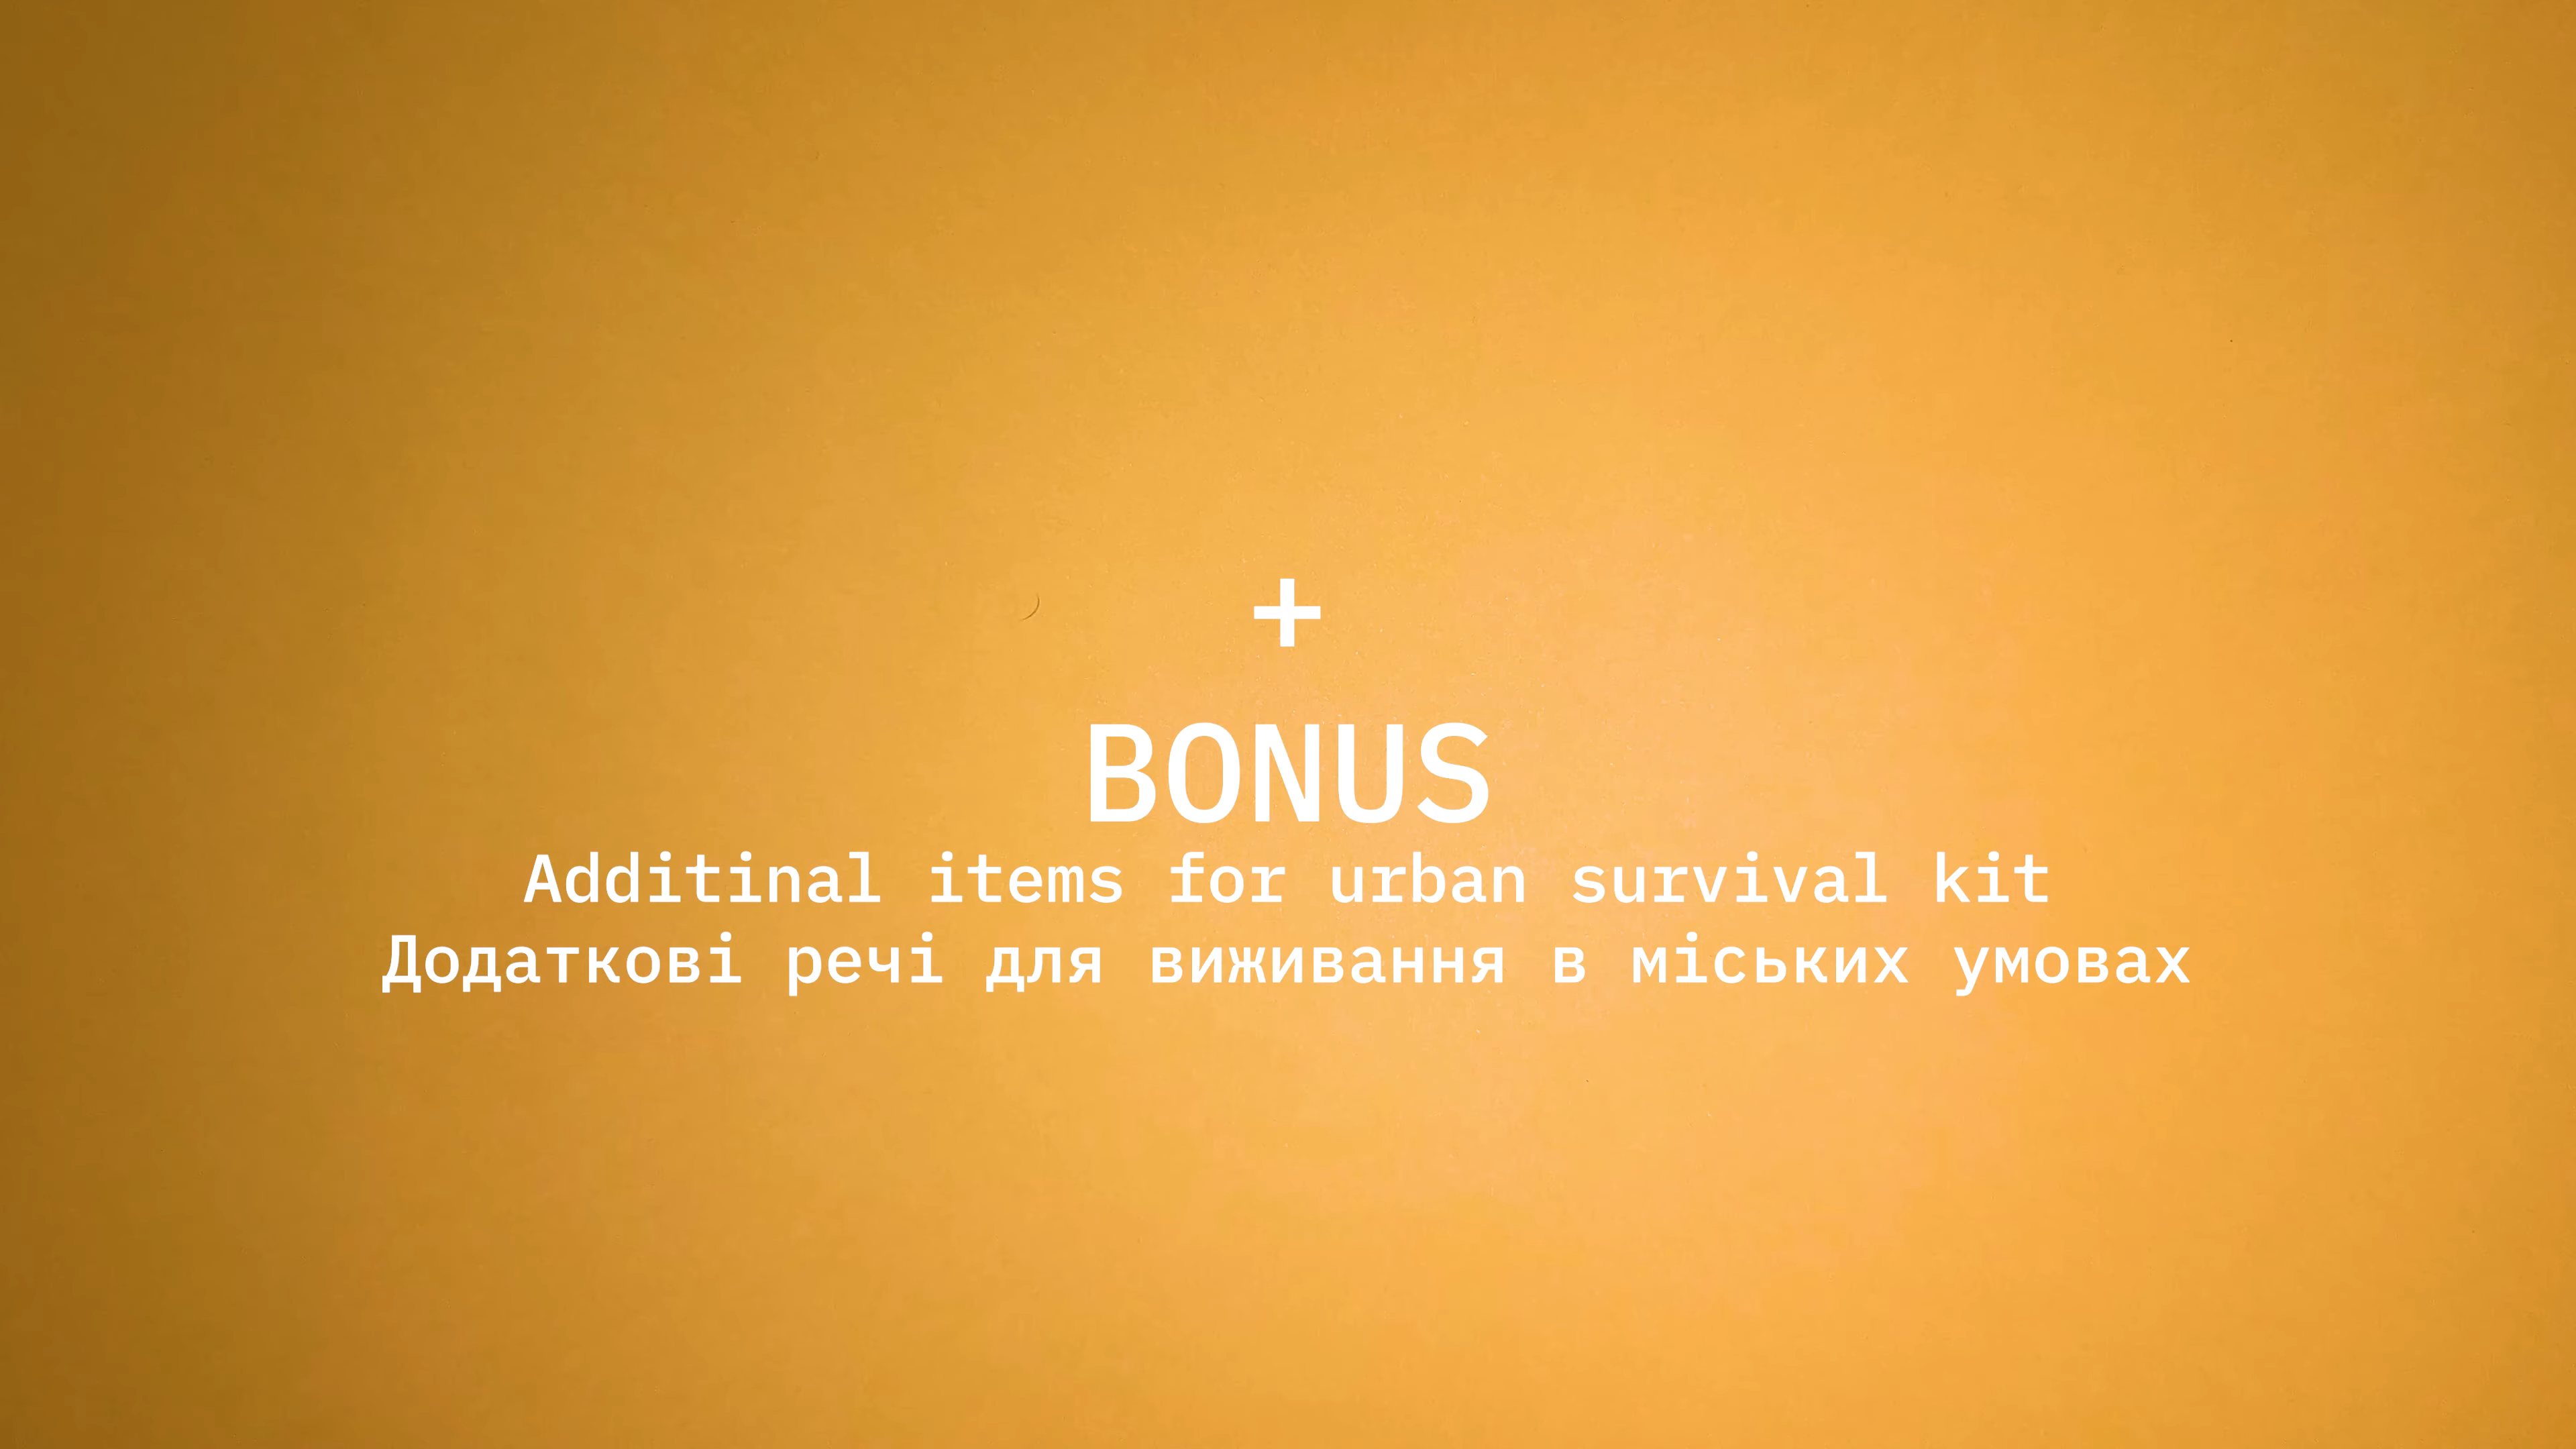 +
BONUS
Additinal items for urban survival kit
Додаткові речі для виживання в міських умовах